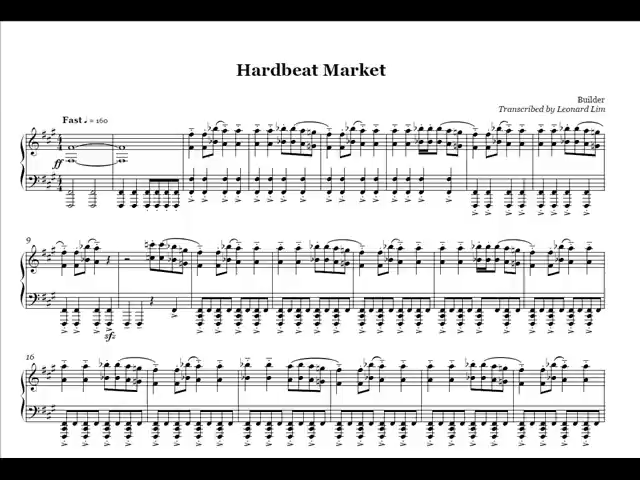 Hardbeat Market
Builder
Transcribed by Leonard Lim
Fast ♩ = 160
ff
9
sfz
16